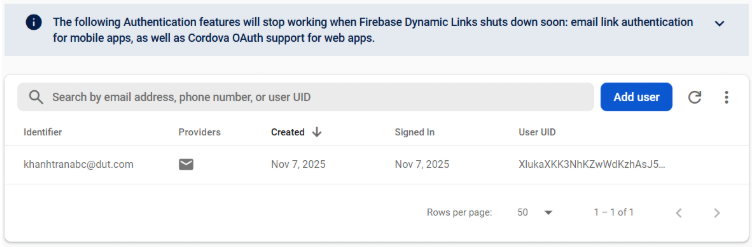 The following Authentication features will stop working when Firebase Dynamic Links shuts down soon: email link authentication
for mobile apps, as well as Cordova OAuth support for web apps.
Search by email address, phone number, or user UID
Add user
Identifier Providers Created Signed In User UID
khanhtranabc@dut.com Nov 7, 2025 Nov 7, 2025 XlukaXKK3NhKZwWdKzhAsJ5...
Rows per page: 50 1 – 1 of 1